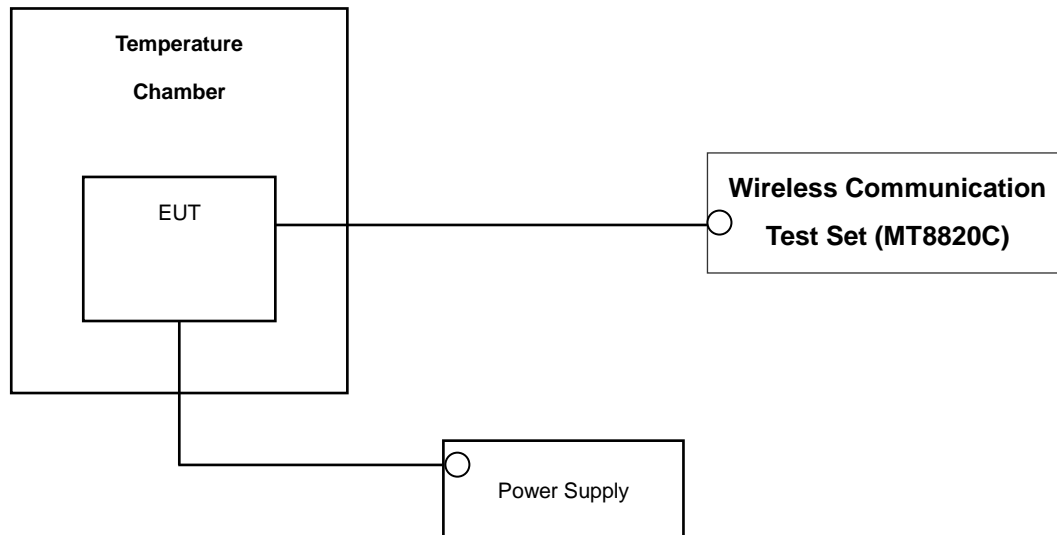 Temperature
Chamber
EUT
Wireless Communication
Test Set (MT8820C)
Power Supply